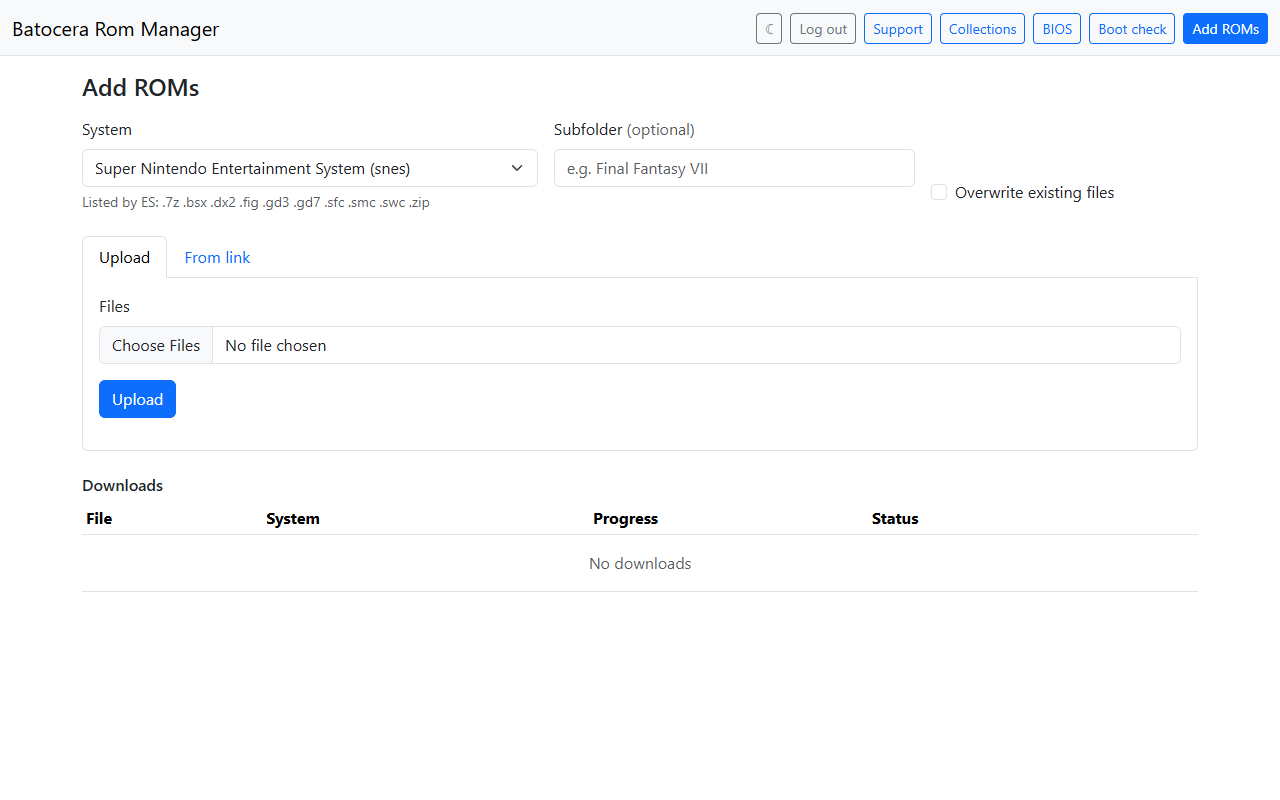 Batocera Rom Manager
☾ Log out Support Collections BIOS Boot check Add ROMs
Add ROMs
System
Subfolder (optional)
Super Nintendo Entertainment System (snes)
e.g. Final Fantasy VII
Overwrite existing files
Listed by ES: .7z .bsx .dx2 .fig .gd3 .gd7 .sfc .smc .swc .zip
Upload From link
Files
Choose Files No file chosen
Upload
Downloads
File System Progress Status
No downloads